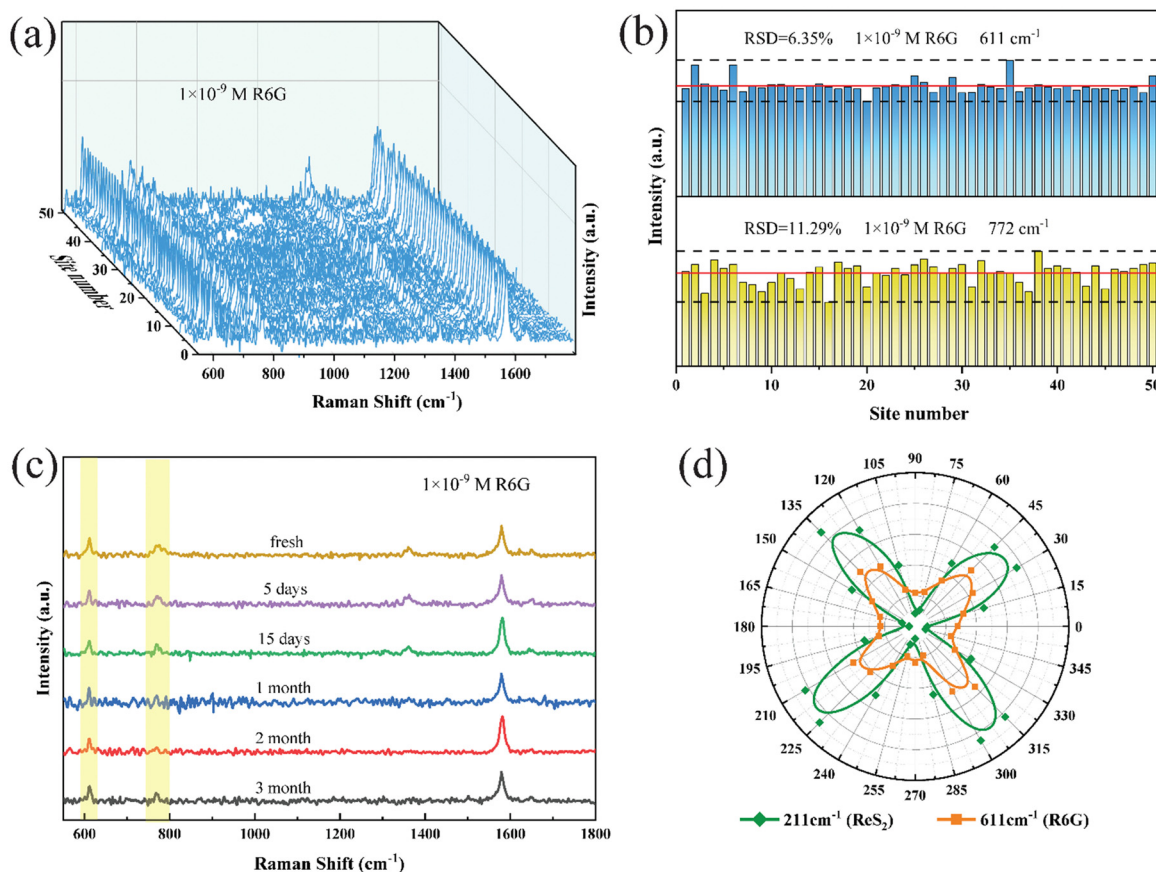 (a)
1×10⁻⁹ M R6G
50
40
30
20
10
0
Site number
600
800
1000
1200
1400
1600
Raman Shift (cm⁻¹)
Intensity (a.u.)
(b)
RSD=6.35% 1×10⁻⁹ M R6G 611 cm⁻¹
RSD=11.29% 1×10⁻⁹ M R6G 772 cm⁻¹
Intensity (a.u.)
0 10 20 30 40 50
Site number
(c)
1×10⁻⁹ M R6G
fresh
5 days
15 days
1 month
2 month
3 month
Intensity (a.u.)
600 800 1000 1200 1400 1600 1800
Raman Shift (cm⁻¹)
(d)
90
75
60
45
30
15
0
345
330
315
300
285
270
255
240
225
210
195
180
165
150
135
120
105
211cm⁻¹ (ReS₂)
611cm⁻¹ (R6G)